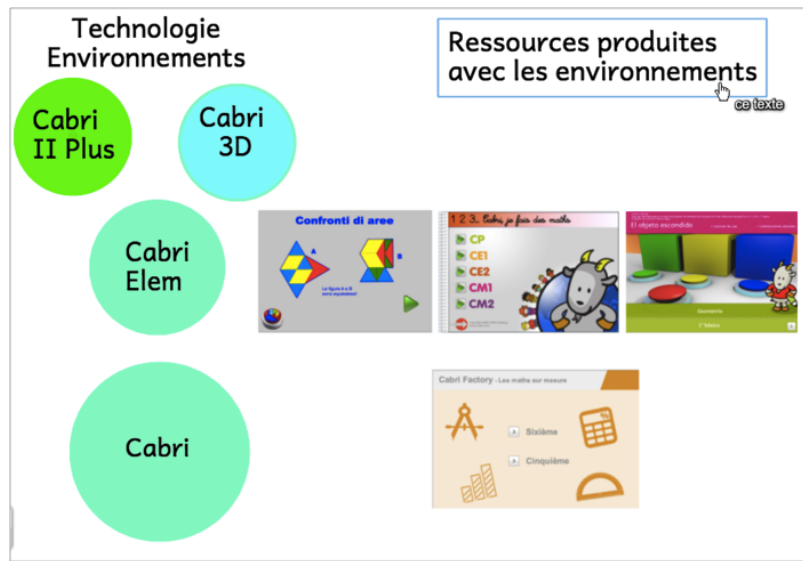 Technologie
Environnements
Ressources produites
avec les environnements
ce texte
Cabri
II Plus
Cabri
3D
Cabri
Elem
Confronti di aree
A
B
1 2 3... Cabri, je fais des maths
CP
CE1
CE2
CM1
CM2
El objeto escondido
Geometría
1° básico
Cabri
Cabri Factory - Les maths sur mesure
Sixième
Cinquième